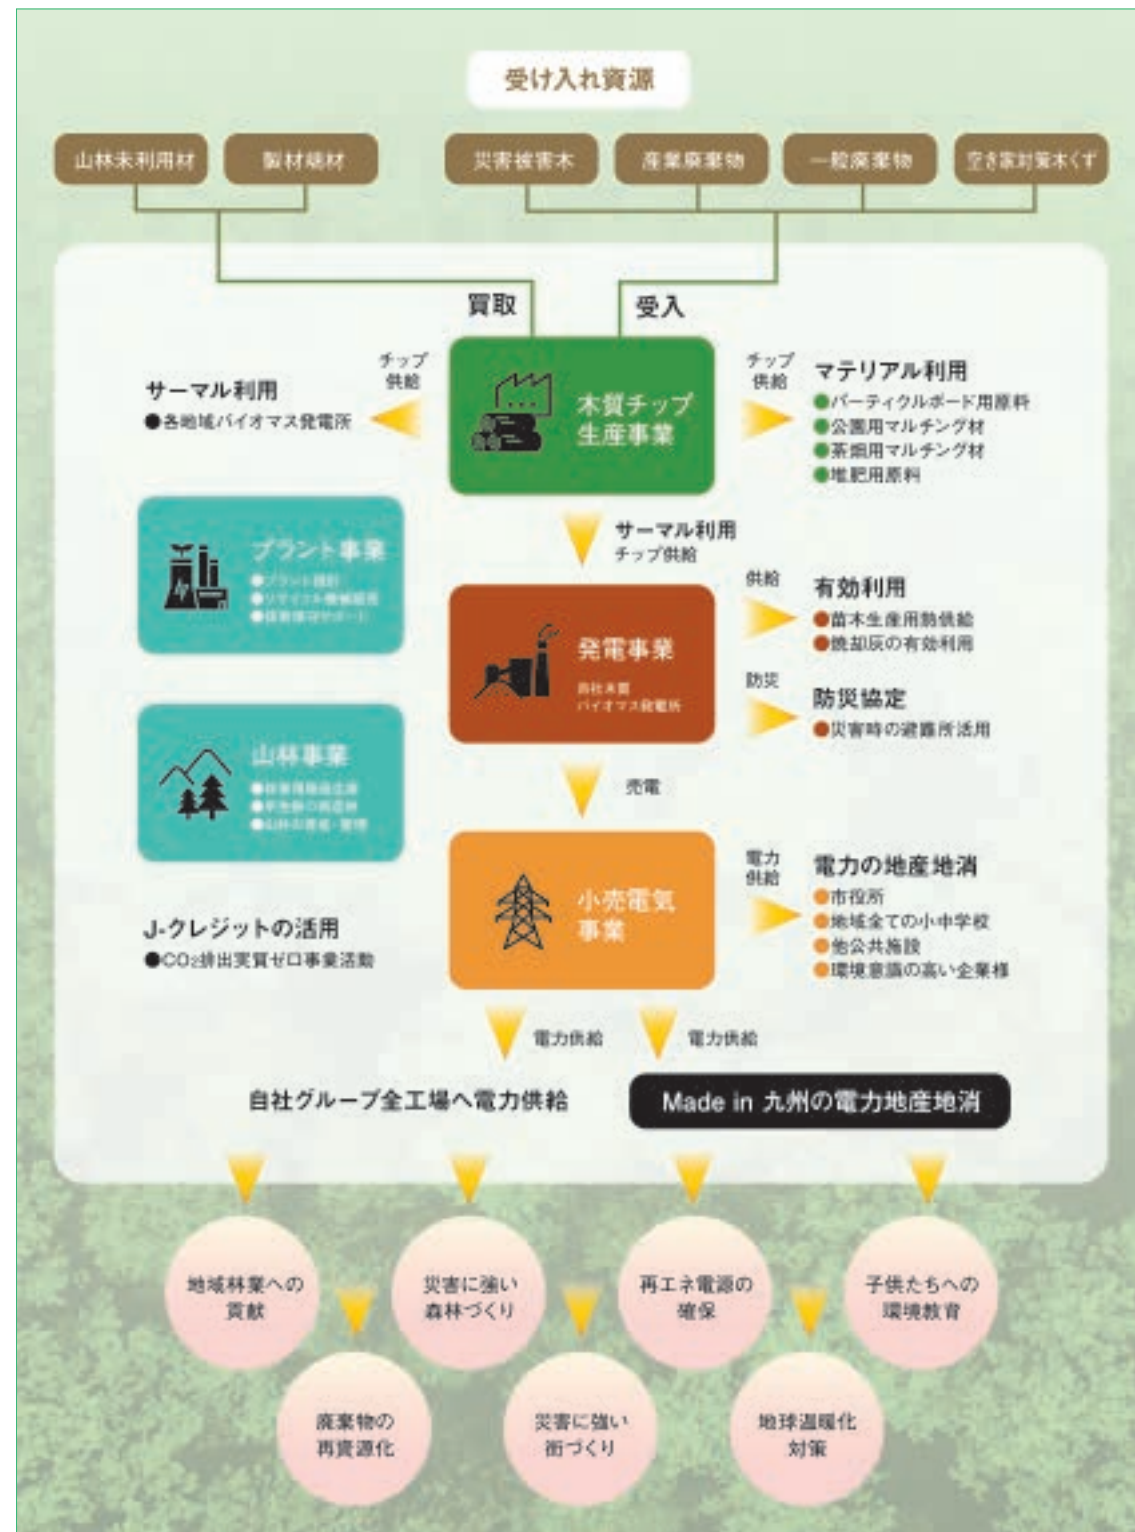 受け入れ資源
山林未利用材
製材端材
災害被害木
産業廃棄物
一般廃棄物
空き家対策木くず
買取
受入
チップ
供給
サーマル利用
●各地域バイオマス発電所
木質チップ
生産事業
チップ
供給
マテリアル利用
●パーティクルボード用原料
●公園用マルチング材
●茶畑用マルチング材
●堆肥用原料
サーマル利用
チップ供給
プラント事業
●プラント設計
山林事業
発電事業
自社木質
バイオマス発電所
供給
有効利用
●苗木生産用熱供給
●焼却灰の有効利用
防災
防災協定
●災害時の避難所活用
売電
小売電気
事業
電力
供給
電力の地産地消
●市役所
●地域全ての小中学校
●他公共施設
●環境意識の高い企業様
J-クレジットの活用
●CO2排出実質ゼロ事業活動
電力供給
電力供給
自社グループ全工場へ電力供給
Made in 九州の電力地産地消
地域林業への
貢献
災害に強い
森林づくり
再エネ電源の
確保
子供たちへの
環境教育
廃棄物の
再資源化
災害に強い
街づくり
地球温暖化
対策